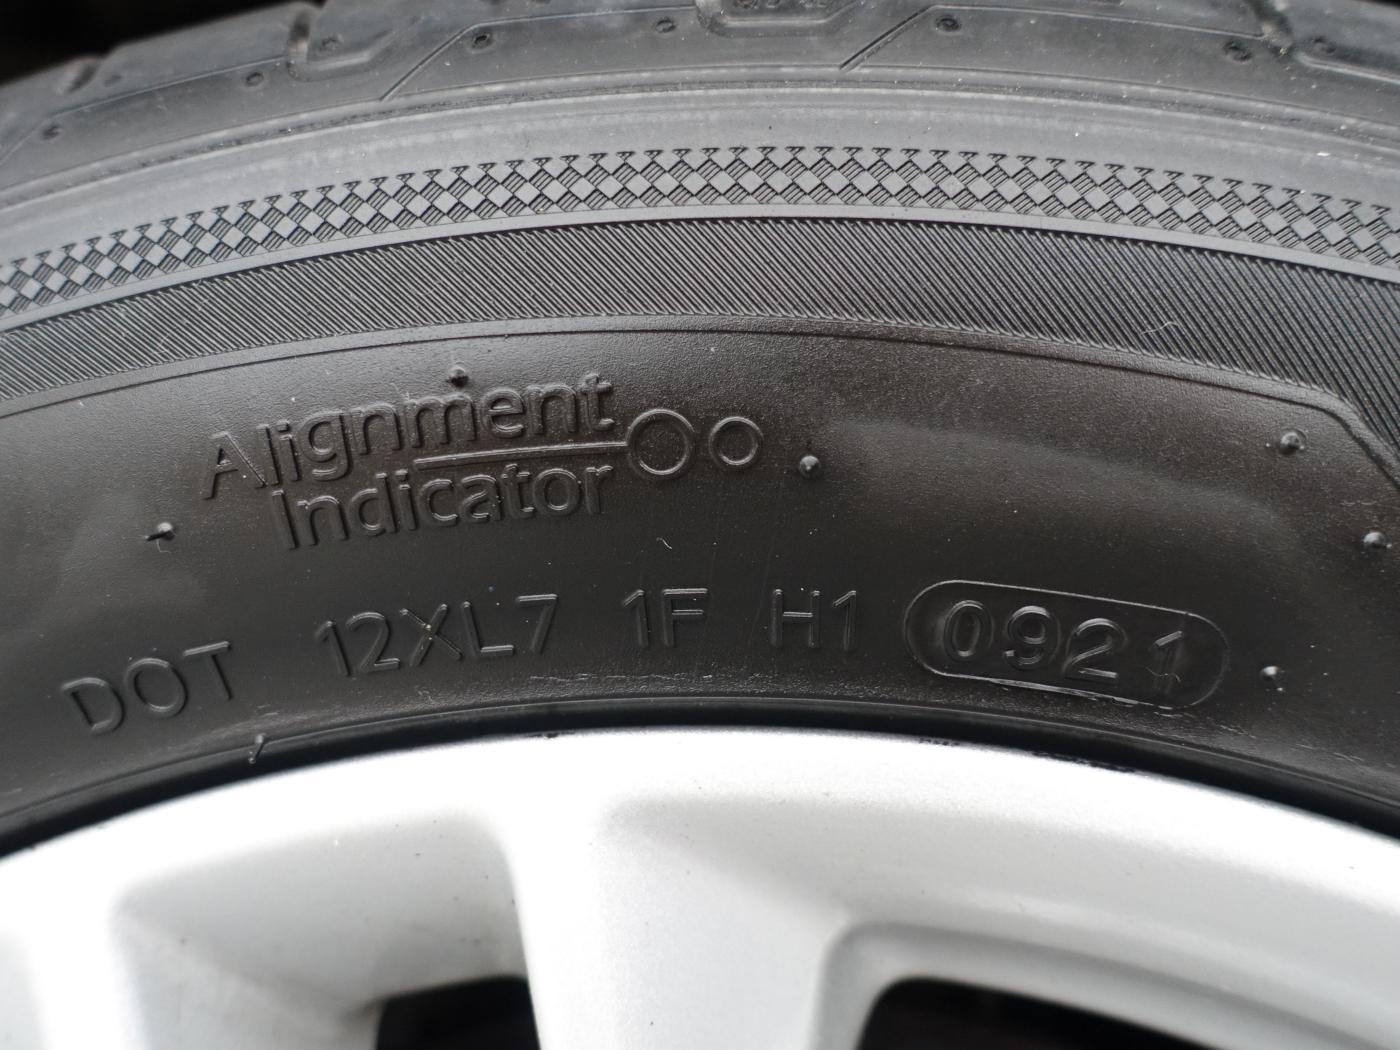 Alignment
Indicator
DOT 12XL7 1F H1 0921